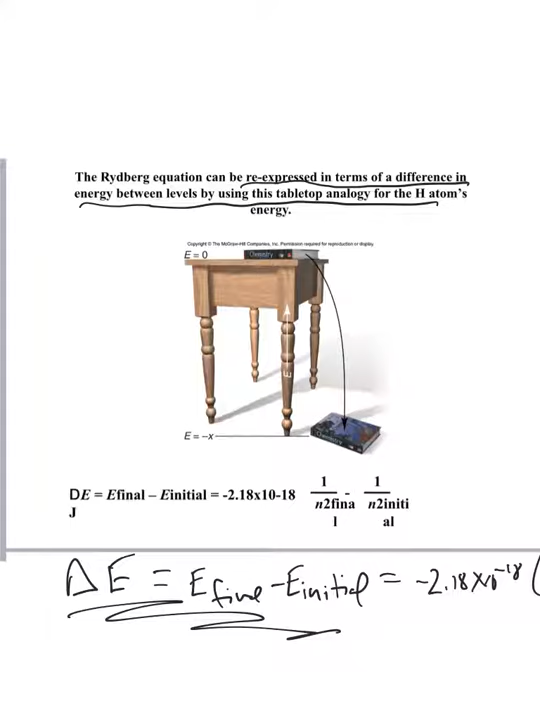 The Rydberg equation can be re-expressed in terms of a difference in
energy between levels by using this tabletop analogy for the H atom's
energy.
Copyright © The McGraw-Hill Companies, Inc. Permission required for reproduction or display.
E = 0
Chemistry
E
E = -x
DE = Efinal – Einitial = -2.18x10-18
J
1 - 1
n2fina n2initi
l al
ΔE = Efinal - Einitial = -2.18x10^-18 (